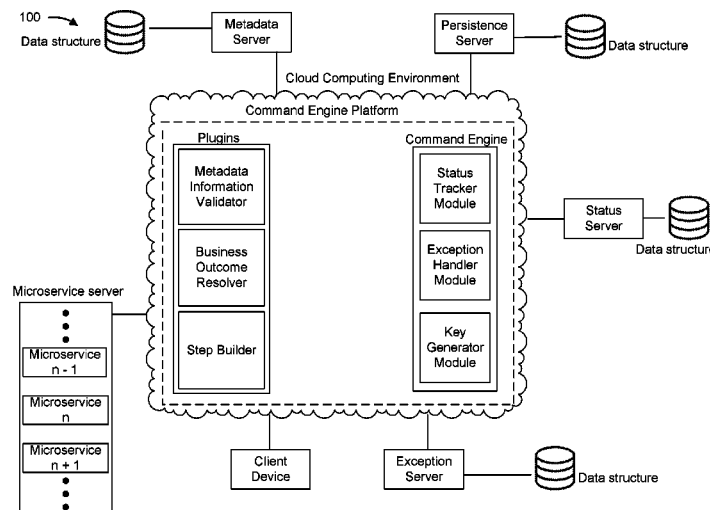 100
Data structure
Metadata
Server
Persistence
Server
Data structure
Cloud Computing Environment
Command Engine Platform
Plugins
Metadata
Information
Validator
Business
Outcome
Resolver
Step Builder
Command Engine
Status
Tracker
Module
Exception
Handler
Module
Key
Generator
Module
Status
Server
Data structure
Microservice server
Microservice
n - 1
Microservice
n
Microservice
n + 1
Client
Device
Exception
Server
Data structure